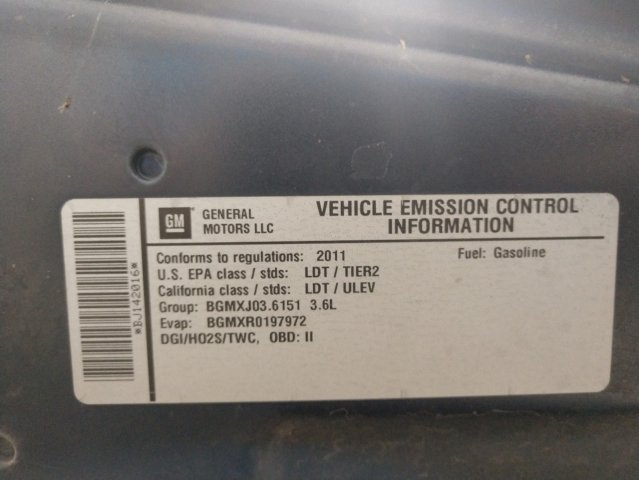 GM
GENERAL
MOTORS LLC
VEHICLE EMISSION CONTROL
INFORMATION
Conforms to regulations: 2011
Fuel: Gasoline
U.S. EPA class / stds: LDT / TIER2
California class / stds: LDT / ULEV
Group: BGMXJ03.6151 3.6L
Evap: BGMXR0197972
DGI/HO2S/TWC, OBD: II
*BJ142016*